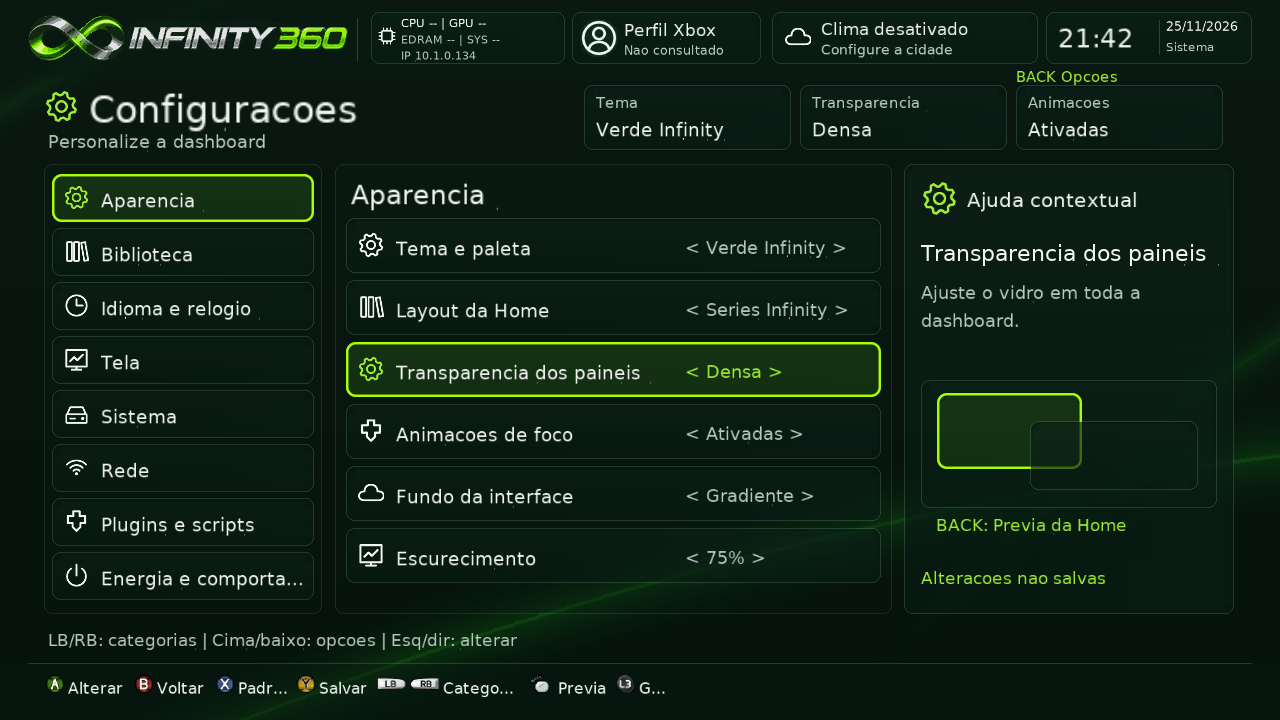 INFINITY 360
CPU -- | GPU --
EDRAM -- | SYS --
IP 10.1.0.134
Perfil Xbox
Nao consultado
Clima desativado
Configure a cidade
21:42
25/11/2026
Sistema
BACK Opcoes
Configuracoes
Personalize a dashboard
Tema
Verde Infinity
Transparencia
Densa
Animacoes
Ativadas
Aparencia
Biblioteca
Idioma e relogio
Tela
Sistema
Rede
Plugins e scripts
Energia e comporta...
Aparencia
Tema e paleta < Verde Infinity >
Layout da Home < Series Infinity >
Transparencia dos paineis < Densa >
Animacoes de foco < Ativadas >
Fundo da interface < Gradiente >
Escurecimento < 75% >
Ajuda contextual
Transparencia dos paineis
Ajuste o vidro em toda a
dashboard.
BACK: Previa da Home
Alteracoes nao salvas
LB/RB: categorias | Cima/baixo: opcoes | Esq/dir: alterar
A Alterar B Voltar X Padr... Y Salvar LB RB Catego... Previa L3 G...